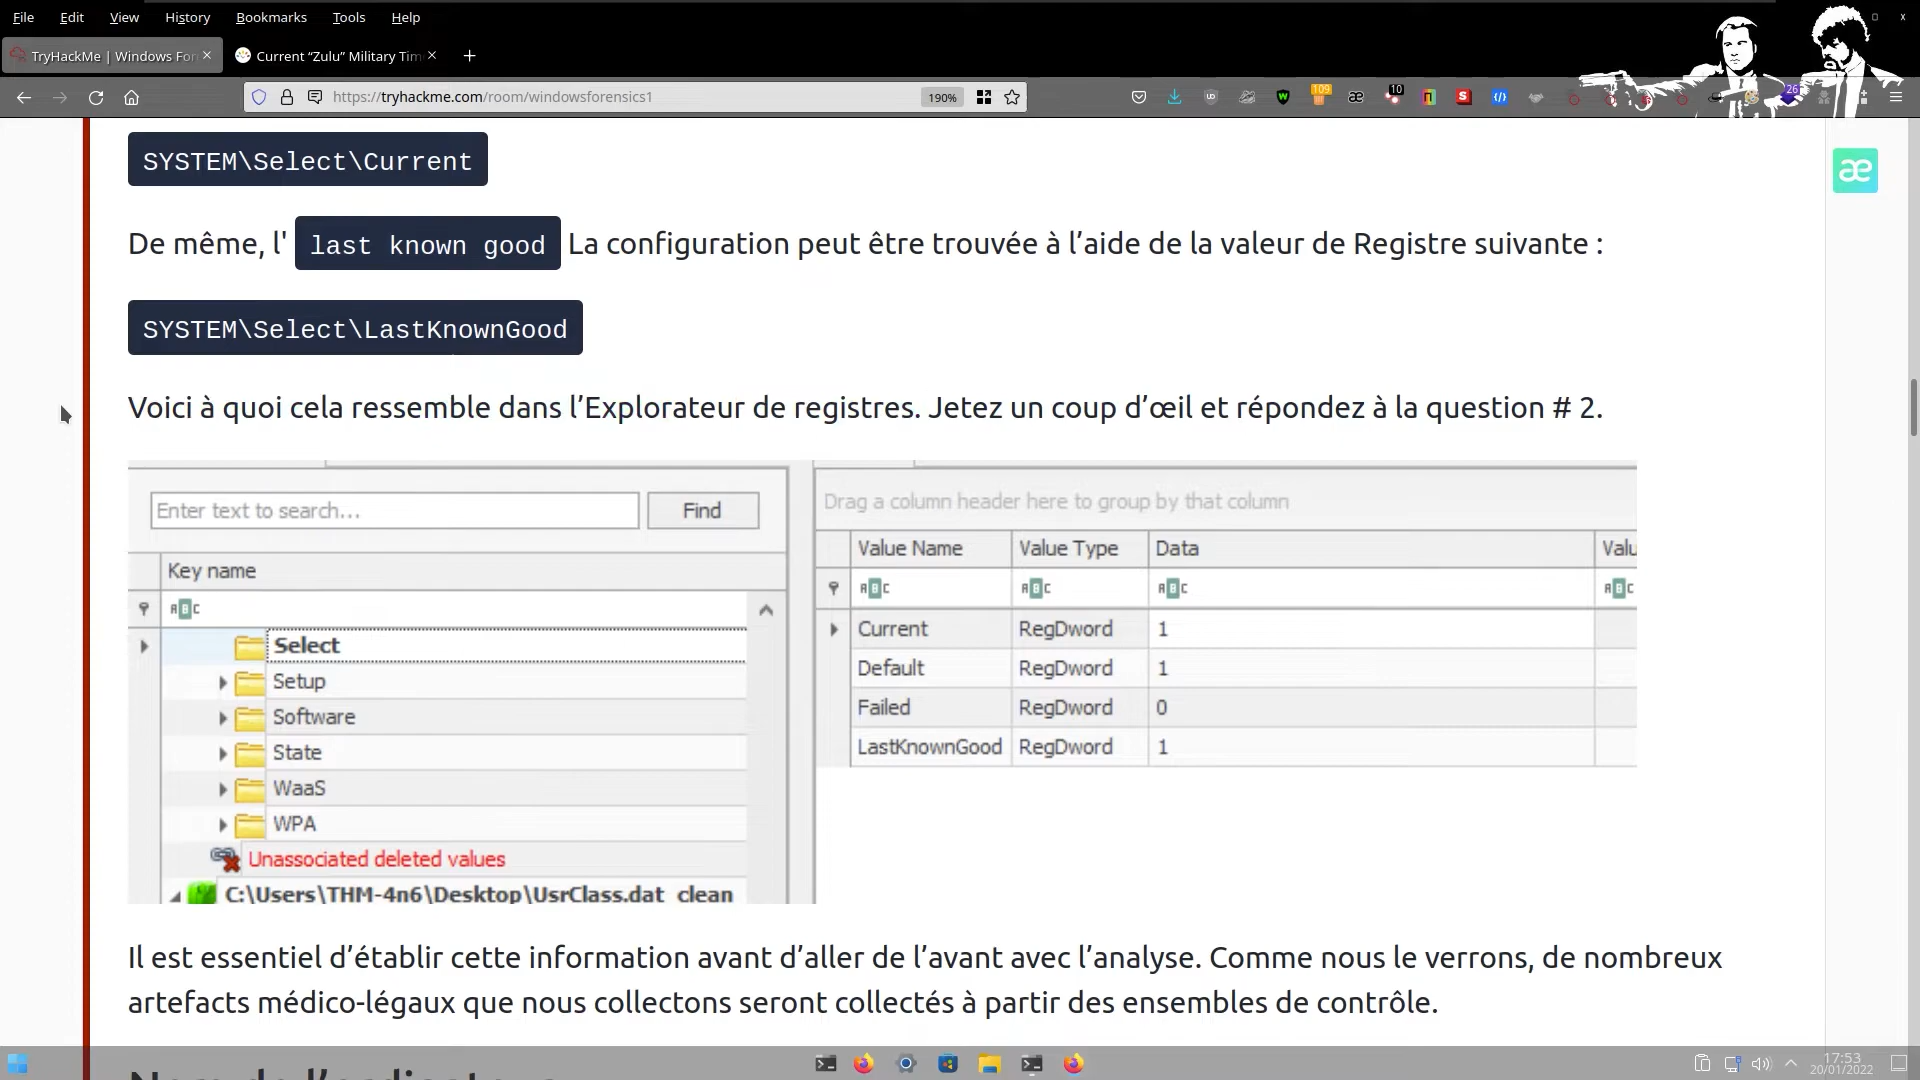 File Edit View History Bookmarks Tools Help
TryHackMe | Windows For
Current “Zulu” Military Tim
https://tryhackme.com/room/windowsforensics1
190%
109
10
26
SYSTEM\Select\Current
De même, l' last known good La configuration peut être trouvée à l’aide de la valeur de Registre suivante :
SYSTEM\Select\LastKnownGood
Voici à quoi cela ressemble dans l’Explorateur de registres. Jetez un coup d’œil et répondez à la question # 2.
Enter text to search...
Find
Key name
Select
Setup
Software
State
WaaS
WPA
Unassociated deleted values
C:\Users\THM-4n6\Desktop\UsrClass.dat_clean
Drag a column header here to group by that column
Value Name Value Type Data Valu
Current RegDword 1
Default RegDword 1
Failed RegDword 0
LastKnownGood RegDword 1
Il est essentiel d’établir cette information avant d’aller de l’avant avec l’analyse. Comme nous le verrons, de nombreux
artefacts médico-légaux que nous collectons seront collectés à partir des ensembles de contrôle.
17:53
20/01/2022